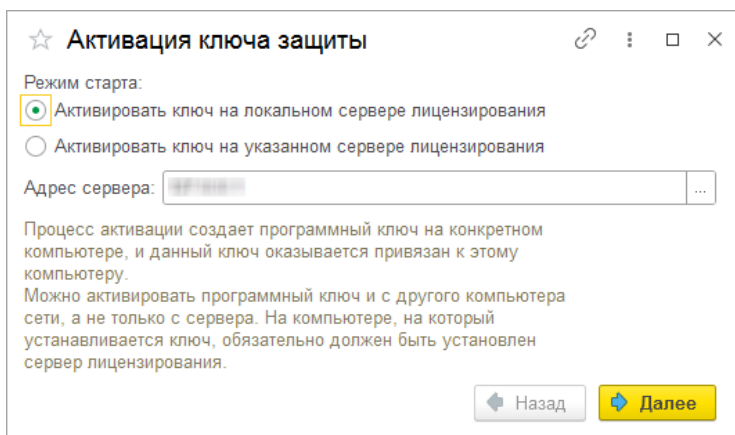 Активация ключа защиты
Режим старта:
Активировать ключ на локальном сервере лицензирования
Активировать ключ на указанном сервере лицензирования
Адрес сервера:
...
Процесс активации создает программный ключ на конкретном
компьютере, и данный ключ оказывается привязан к этому
компьютеру.
Можно активировать программный ключ и с другого компьютера
сети, а не только с сервера. На компьютере, на который
устанавливается ключ, обязательно должен быть установлен
сервер лицензирования.
Назад
Далее